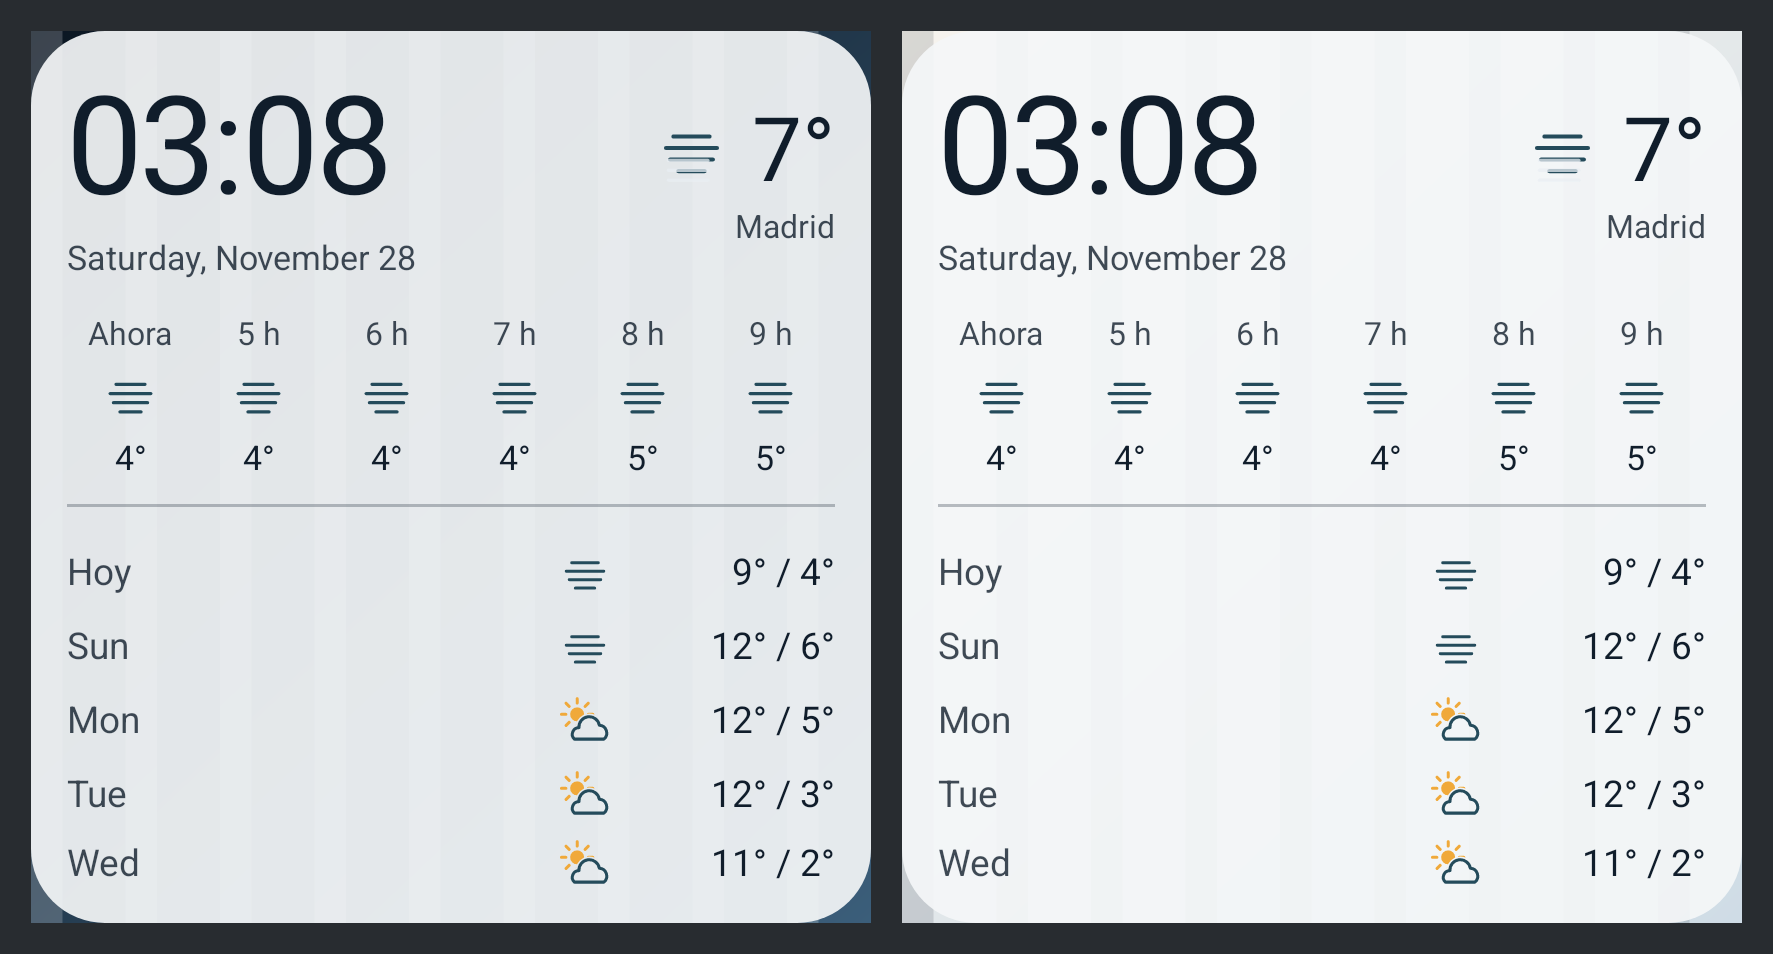 03:08
7°
Madrid
Saturday, November 28
Ahora 5 h 6 h 7 h 8 h 9 h
4° 4° 4° 4° 5° 5°
Hoy 9° / 4°
Sun 12° / 6°
Mon 12° / 5°
Tue 12° / 3°
Wed 11° / 2°
03:08
7°
Madrid
Saturday, November 28
Ahora 5 h 6 h 7 h 8 h 9 h
4° 4° 4° 4° 5° 5°
Hoy 9° / 4°
Sun 12° / 6°
Mon 12° / 5°
Tue 12° / 3°
Wed 11° / 2°